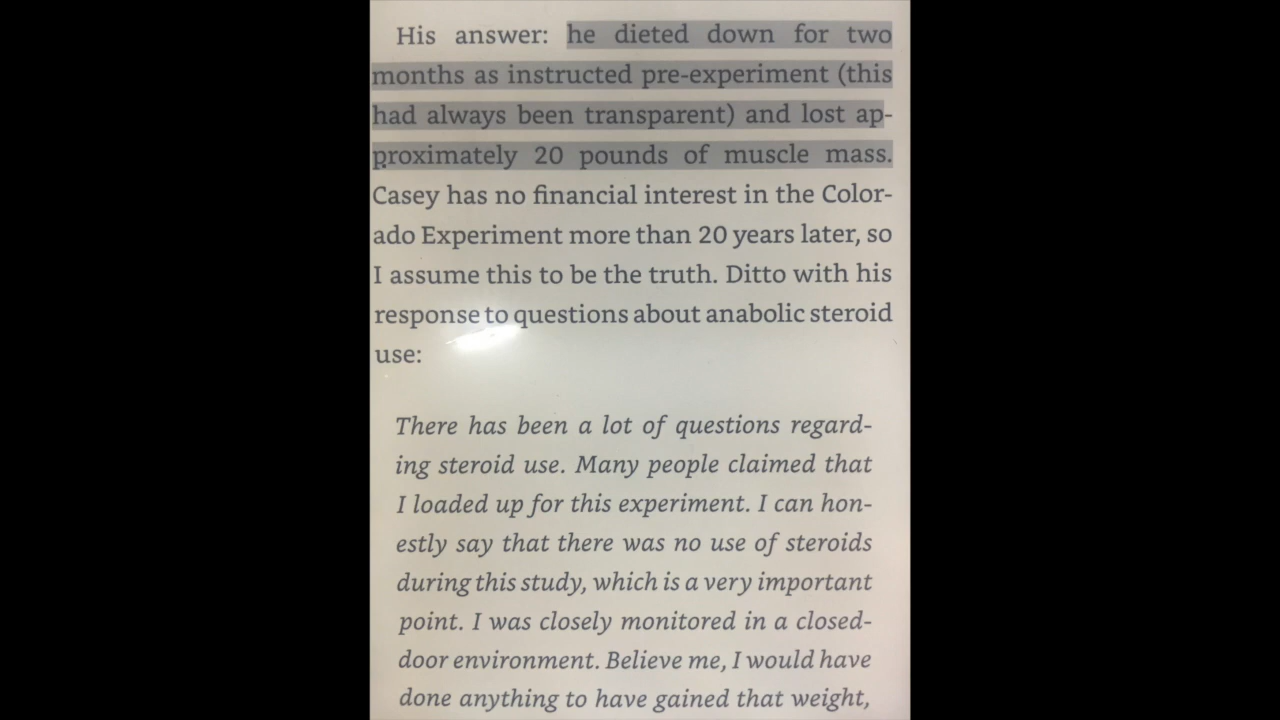 His answer: he dieted down for two
months as instructed pre-experiment (this
had always been transparent) and lost ap-
proximately 20 pounds of muscle mass.
Casey has no financial interest in the Color-
ado Experiment more than 20 years later, so
I assume this to be the truth. Ditto with his
response to questions about anabolic steroid
use:
There has been a lot of questions regard-
ing steroid use. Many people claimed that
I loaded up for this experiment. I can hon-
estly say that there was no use of steroids
during this study, which is a very important
point. I was closely monitored in a closed-
door environment. Believe me, I would have
done anything to have gained that weight,